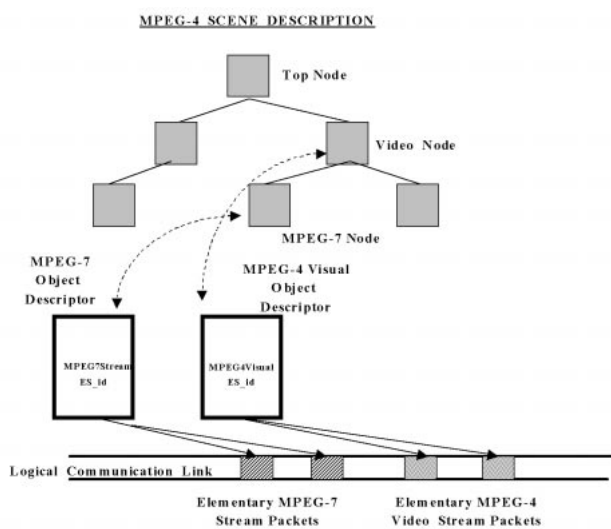 MPEG-4 SCENE DESCRIPTION
Top Node
Video Node
MPEG-7 Node
MPEG-7
Object
Descriptor
MPEG-4 Visual
Object
Descriptor
MPEG7Stream
ES_id
MPEG4Visual
ES_id
Logical Communication Link
Elementary MPEG-7
Stream Packets
Elementary MPEG-4
Video Stream Packets